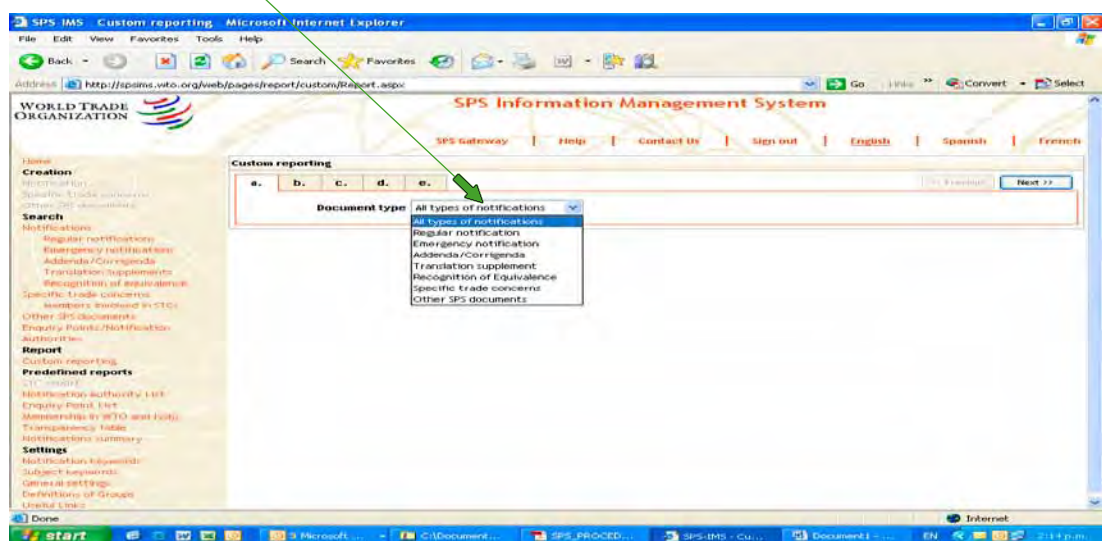 SPS-IMS Custom reporting Microsoft Internet Explorer
File Edit View Favorites Tools Help
Back Search Favorites
Address http://spsims.wto.org/web/pages/report/custom/Report.aspx Go Links » Convert Select
WORLD TRADE
ORGANIZATION
SPS Information Management System
SPS Gateway | Help | Contact Us | Sign out | English | Spanish | French
Home
Creation
Notification
Specific trade concerns
Other SPS documents
Search
Notifications
Regular notifications
Emergency notifications
Addenda/Corrigenda
Translation Supplements
Recognition of equivalence
Specific trade concerns
Members involved in STCs
Other SPS documents
Enquiry Points/Notification
Authorities
Report
Custom reporting
Predefined reports
STC report
Notification Authority List
Enquiry Point List
Membership in WTO and
Transparency table
Notifications summary
Settings
Notification keywords
Subject keywords
General settings
Definitions of Groups
Useful Links
Custom reporting
a. b. c. d. e. << Previous Next >>
Document type All types of notifications
All types of notifications
Regular notification
Emergency notification
Addenda/Corrigenda
Translation supplement
Recognition of Equivalence
Specific trade concerns
Other SPS documents
Done Internet
start 3 Microsoft ... C:\Document... SPS_PROCED... SPS-IMS - Cu... Document1 - ... EN 2:14 p.m.